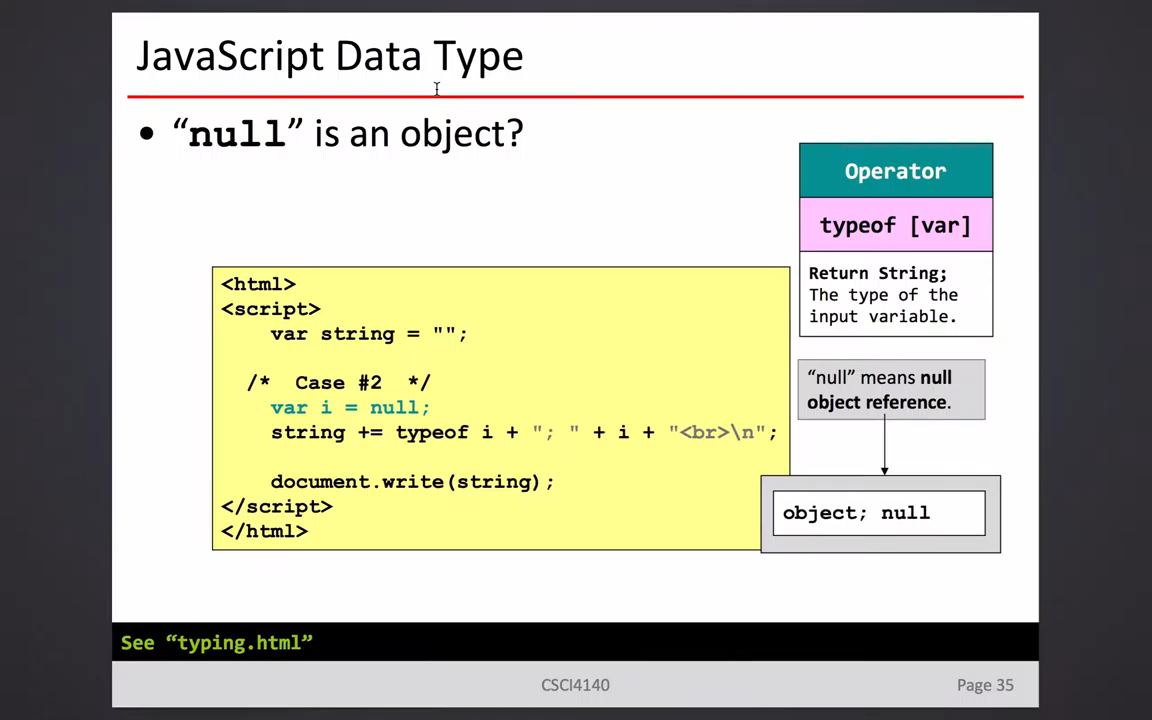 JavaScript Data Type
• “null” is an object?
Operator
typeof [var]
Return String;
The type of the
input variable.
<html>
<script>
var string = "";
/*  Case #2  */
var i = null;
string += typeof i + "; " + i + "<br>\n";
document.write(string);
</script>
</html>
“null” means null
object reference.
object; null
See “typing.html”
CSCI4140
Page 35